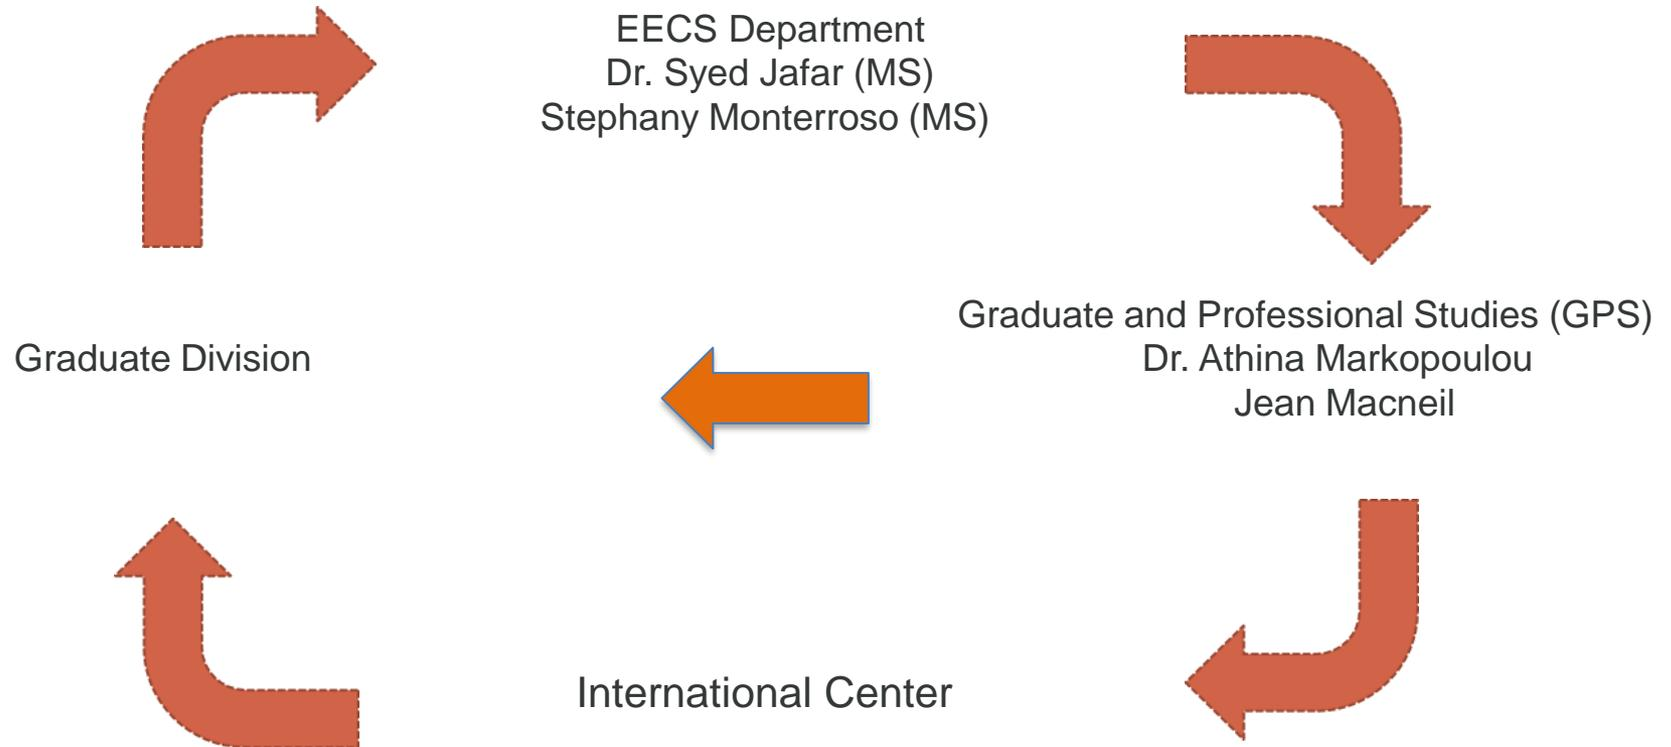 EECS Department
Dr. Syed Jafar (MS)
Stephany Monterroso (MS)
Graduate and Professional Studies (GPS)
Dr. Athina Markopoulou
Jean Macneil
Graduate Division
International Center